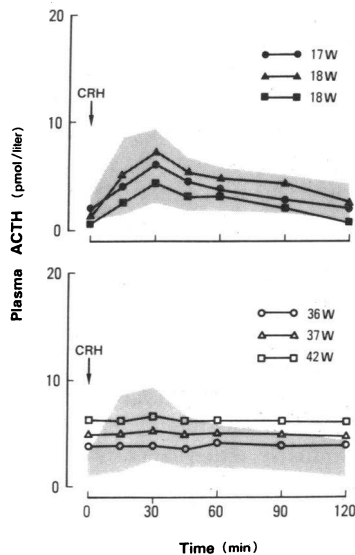 20
17W
18W
18W
CRH
10
0
Plasma ACTH (pmol/liter)
20
36W
37W
42W
CRH
10
0
0 30 60 90 120
Time (min)